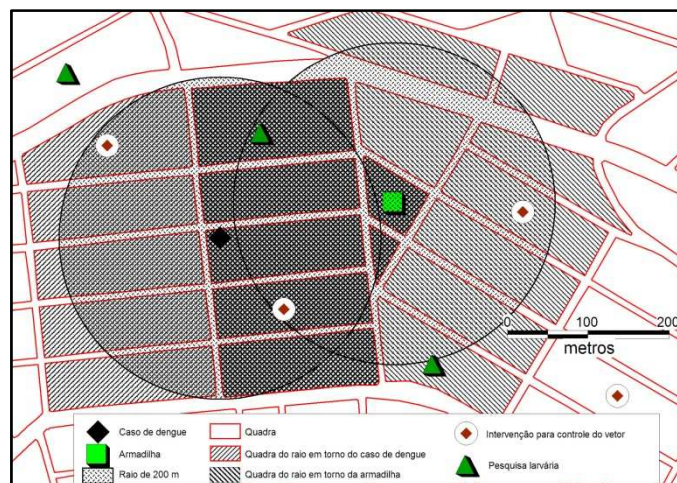 0 100 200
metros
Caso de dengue
Quadra
Intervenção para controle do vetor
Armadilha
Quadra do raio em torno do caso de dengue
Raio de 200 m
Quadra do raio em torno da armadilha
Pesquisa larvária